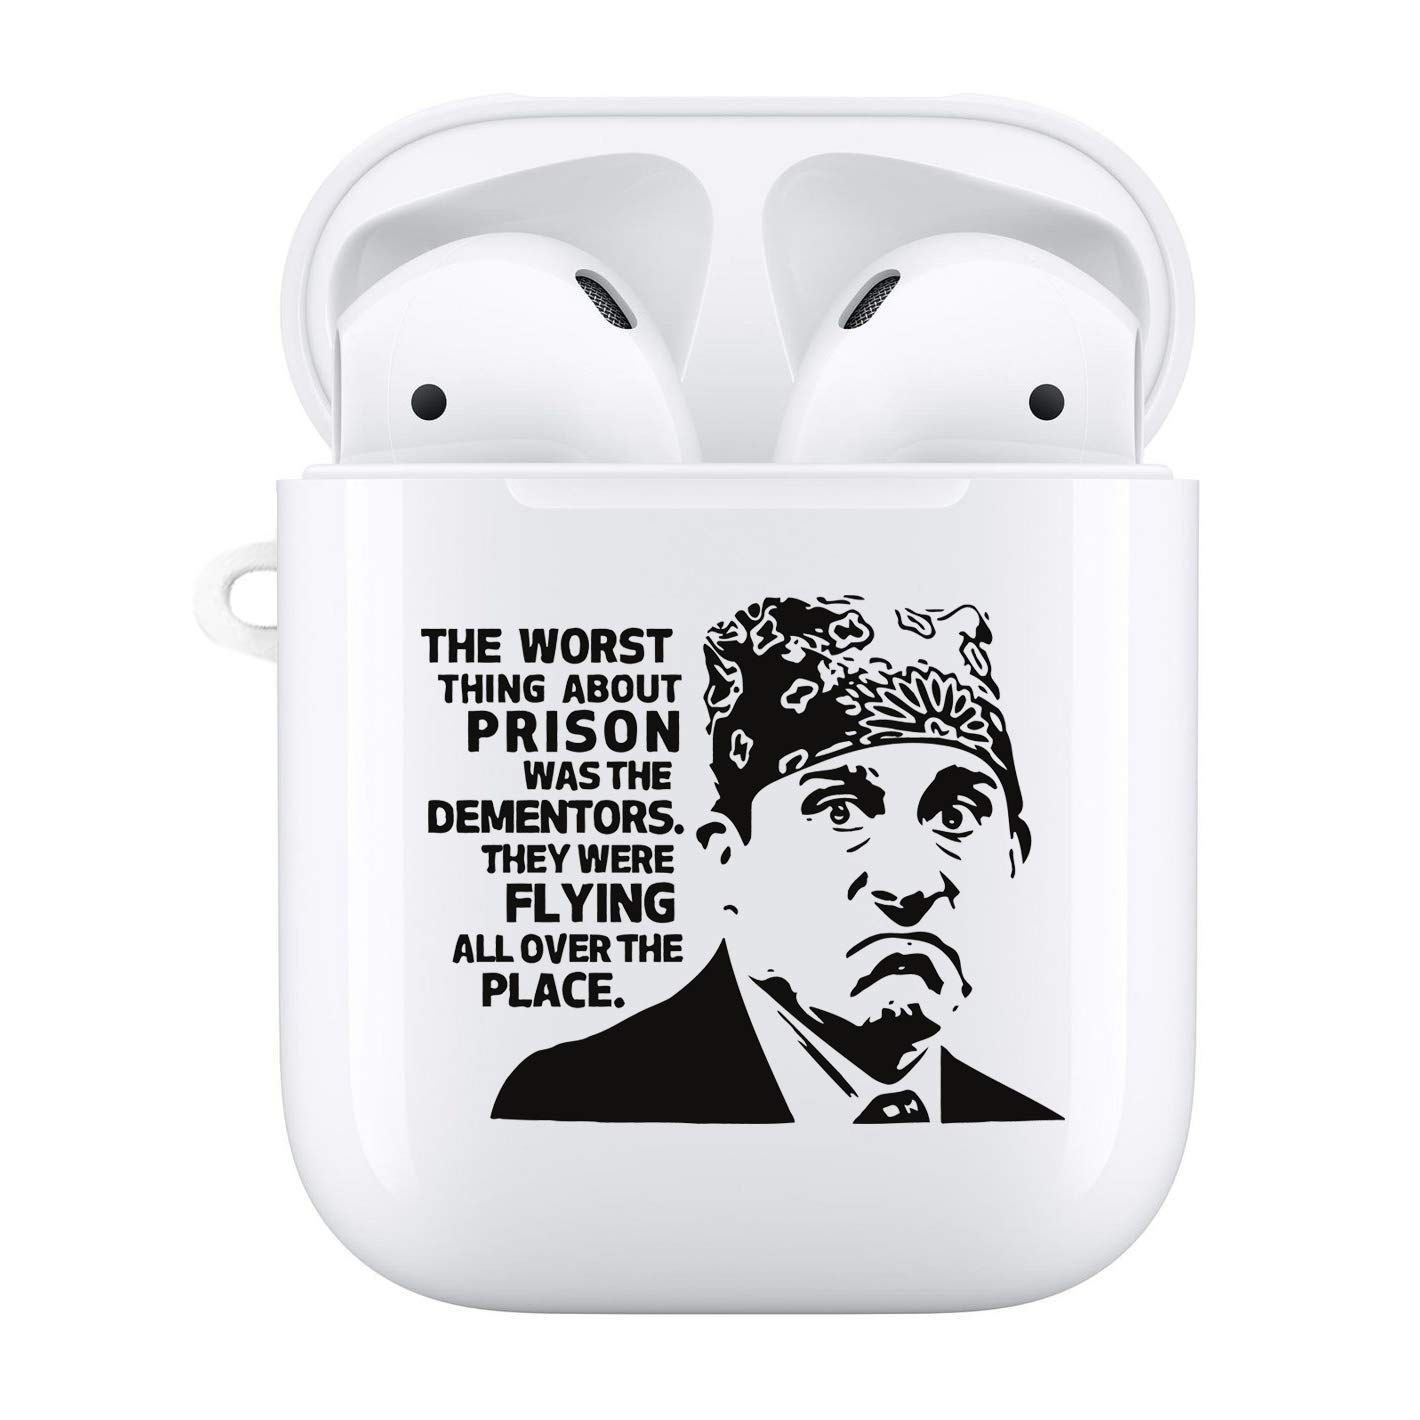 THE WORST
THING ABOUT
PRISON
WAS THE
DEMENTORS.
THEY WERE
FLYING
ALL OVER THE
PLACE.